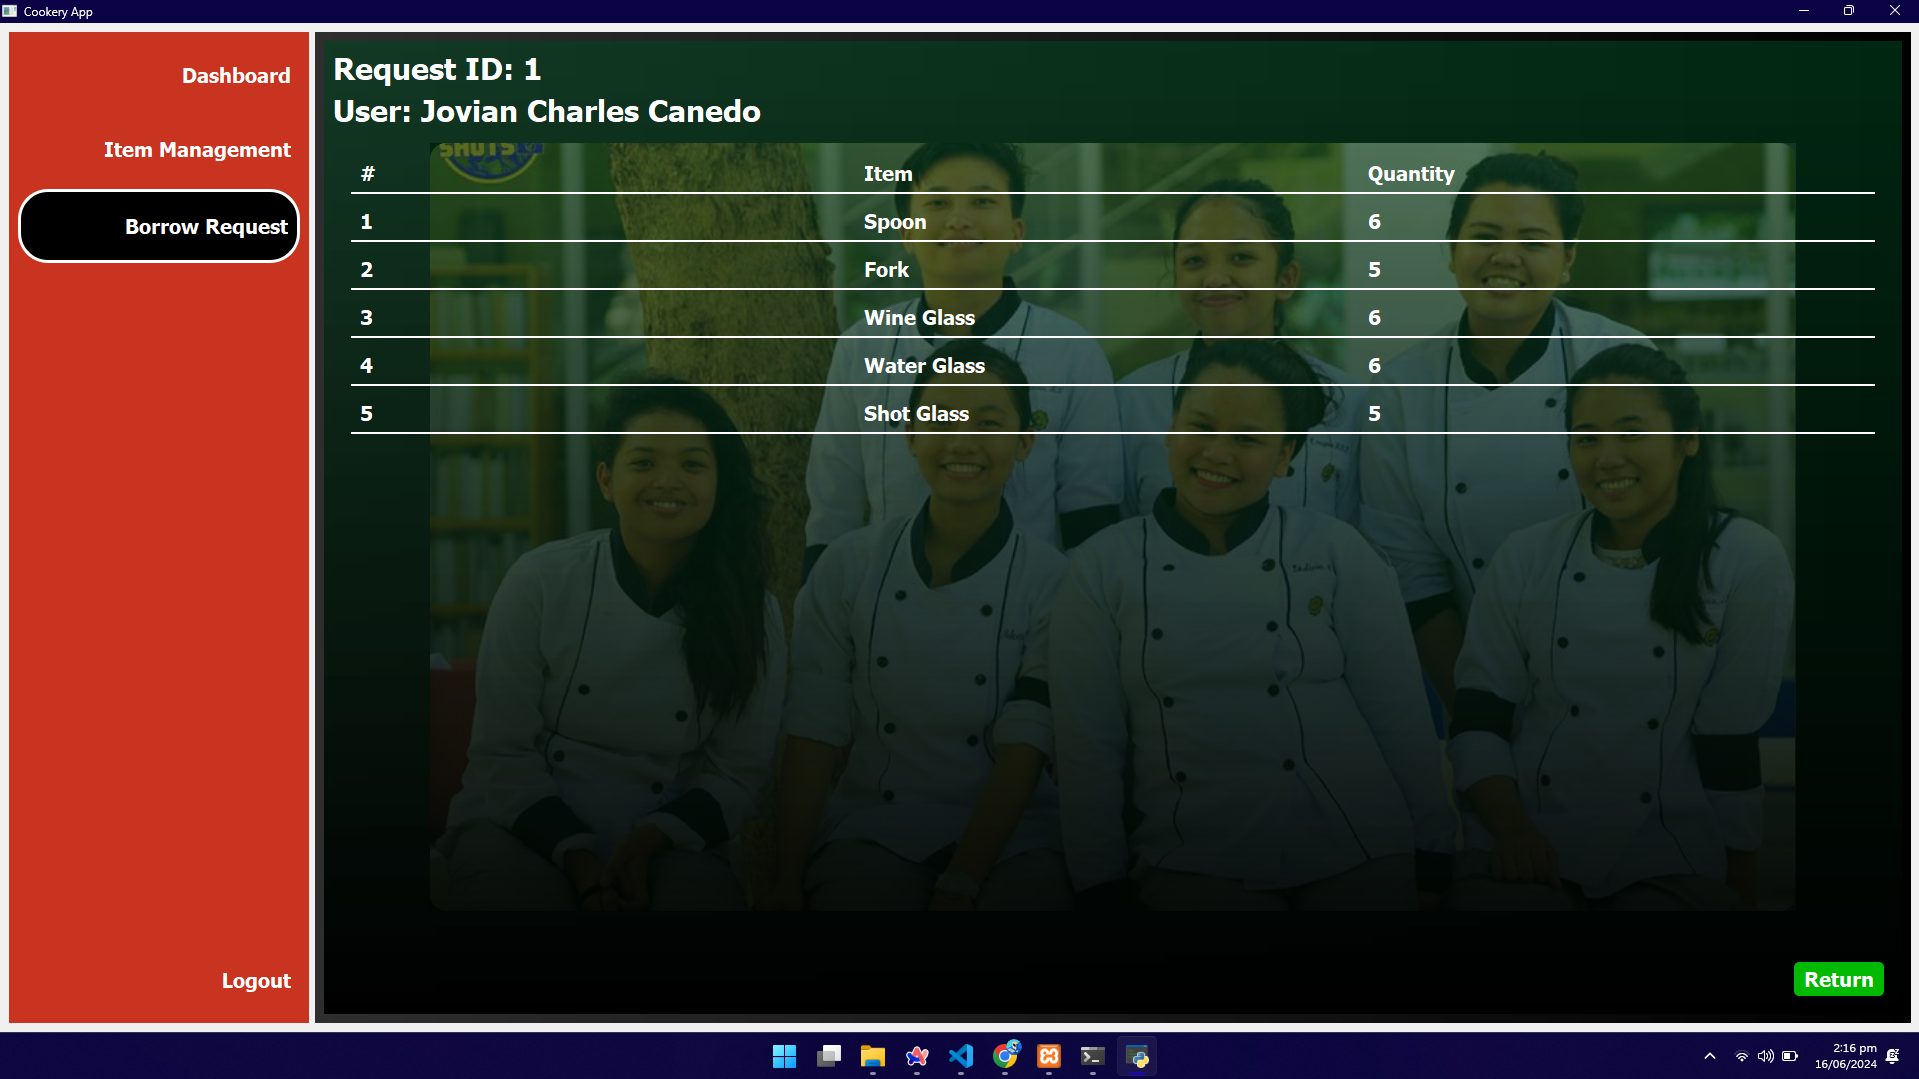 Cookery App
Dashboard
Item Management
Borrow Request
Logout
Request ID: 1
User: Jovian Charles Canedo
# Item Quantity
1 Spoon 6
2 Fork 5
3 Wine Glass 6
4 Water Glass 6
5 Shot Glass 5
SHOTS
Return
2:16 pm
16/06/2024